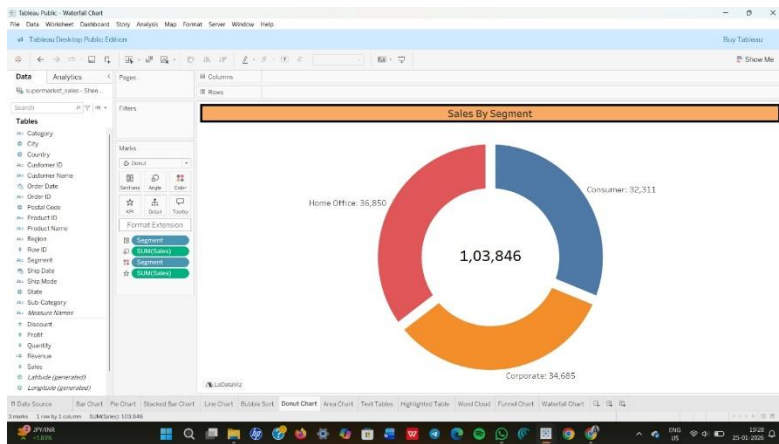 Tableau Public - Waterfall Chart
File Data Worksheet Dashboard Story Analysis Map Format Server Window Help
Tableau Desktop Public Edition
Buy Tableau
Show Me
Data Analytics
supermarket_sales - Shee...
Search
Tables
Category
City
Country
Customer ID
Customer Name
Order Date
Order ID
Postal Code
Product ID
Product Name
Region
Row ID
Segment
Ship Date
Ship Mode
State
Sub-Category
Measure Names
Discount
Profit
Quantity
Revenue
Sales
Latitude (generated)
Longitude (generated)
Pages
Filters
Marks
Donut
Sections Angle Color
KPI Detail Tooltip
Format Extension
Segment
SUM(Sales)
Segment
SUM(Sales)
Columns
Rows
Sales By Segment
Home Office: 36,850
Consumer: 32,311
1,03,846
Corporate: 34,685
LaDataViz
Data Source Bar Chart Pie Chart Stacked Bar Chart Line Chart Bubble Sort Donut Chart Area Chart Text Tables Highlighted Table Word Cloud Funnel Chart Waterfall Chart
3 marks 1 row by 1 column SUM(Sales): 103,846
JPY/INR
+1.83%
ENG
US
19:28
25-01-2026